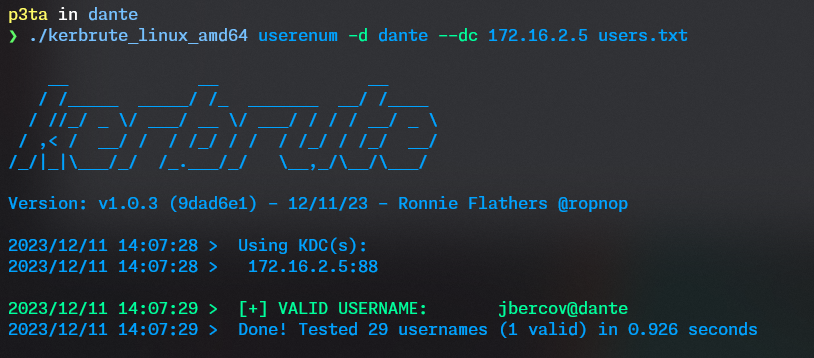 p3ta in dante
❯ ./kerbrute_linux_amd64 userenum -d dante --dc 172.16.2.5 users.txt
    __             __               __
   / /_____  _____/ /_  _______  __/ /____
  / //_/ _ \/ ___/ __ \/ ___/ / / / __/ _ \
 / ,< /  __/ /  / /_/ / /  / /_/ / /_/  __/
/_/|_|\___/_/  /_.___/_/   \__,_/\__/\___/
Version: v1.0.3 (9dad6e1) - 12/11/23 - Ronnie Flathers @ropnop
2023/12/11 14:07:28 >  Using KDC(s):
2023/12/11 14:07:28 >   172.16.2.5:88
2023/12/11 14:07:29 >  [+] VALID USERNAME:       jbercov@dante
2023/12/11 14:07:29 >  Done! Tested 29 usernames (1 valid) in 0.926 seconds